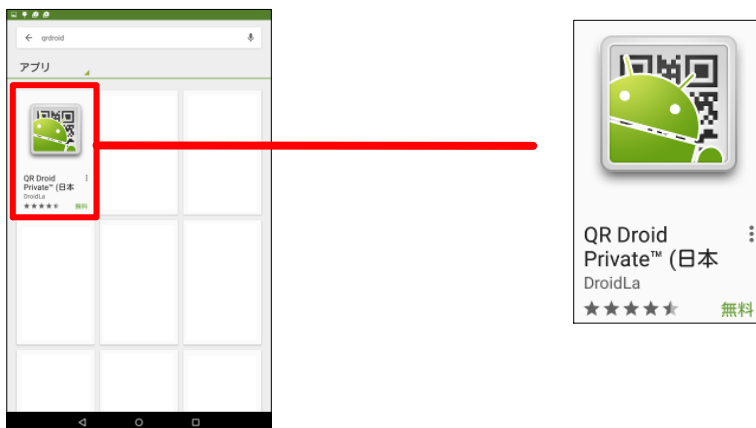 qrdroid
アプリ
QR Droid
Private™ (日本
DroidLa
無料
QR Droid
Private™ (日本
DroidLa
無料